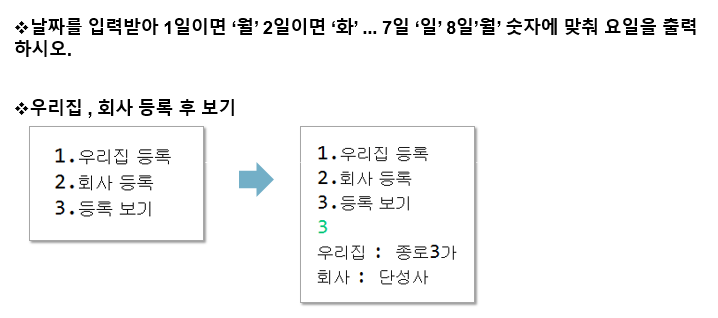 ❖날짜를 입력받아 1일이면 ‘월’ 2일이면 ‘화’ ... 7일 ‘일’ 8일’월’ 숫자에 맞춰 요일을 출력
하시오.
❖우리집 , 회사 등록 후 보기
1.우리집 등록
2.회사 등록
3.등록 보기
1.우리집 등록
2.회사 등록
3.등록 보기
3
우리집 : 종로3가
회사 : 단성사